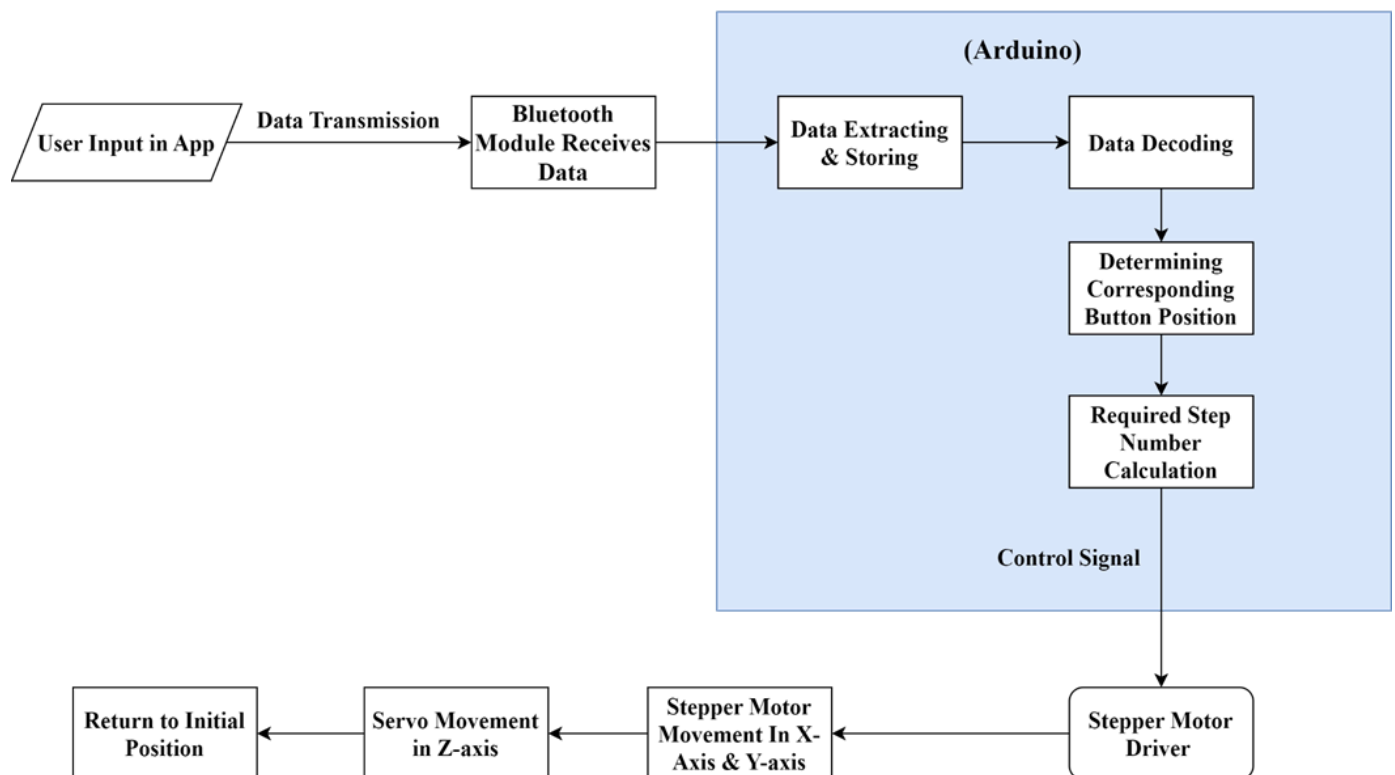 (Arduino)
User Input in App
Data Transmission
Bluetooth
Module Receives
Data
Data Extracting
& Storing
Data Decoding
Determining
Corresponding
Button Position
Required Step
Number
Calculation
Control Signal
Stepper Motor
Driver
Stepper Motor
Movement In X-
Axis & Y-axis
Servo Movement
in Z-axis
Return to Initial
Position